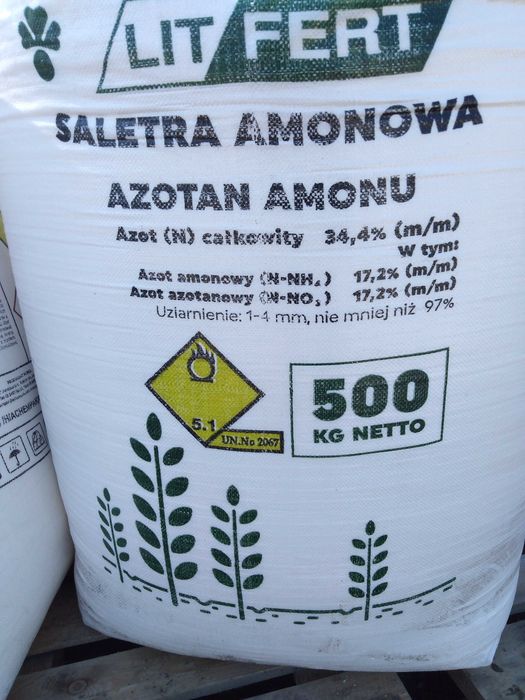 LIT FERT
SALETRA AMONOWA
AZOTAN AMONU
Azot (N) całkowity 34,4% (m/m)
W tym:
Azot amonowy (N-NH₄) 17,2% (m/m)
Azot azotanowy (N-NO₃) 17,2% (m/m)
Uziarnienie: 1-4 mm, nie mniej niż 97%
5.1
UN.No 2067
500
KG NETTO